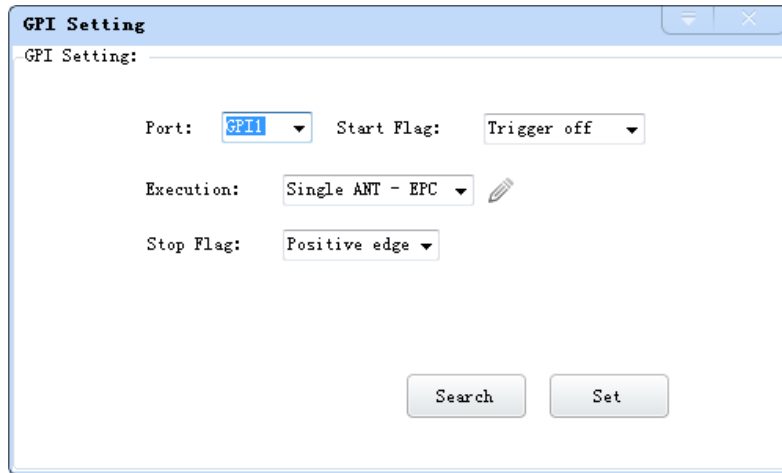 GPI Setting
GPI Setting:
Port: GPI1 Start Flag: Trigger off
Execution: Single ANT - EPC
Stop Flag: Positive edge
Search Set